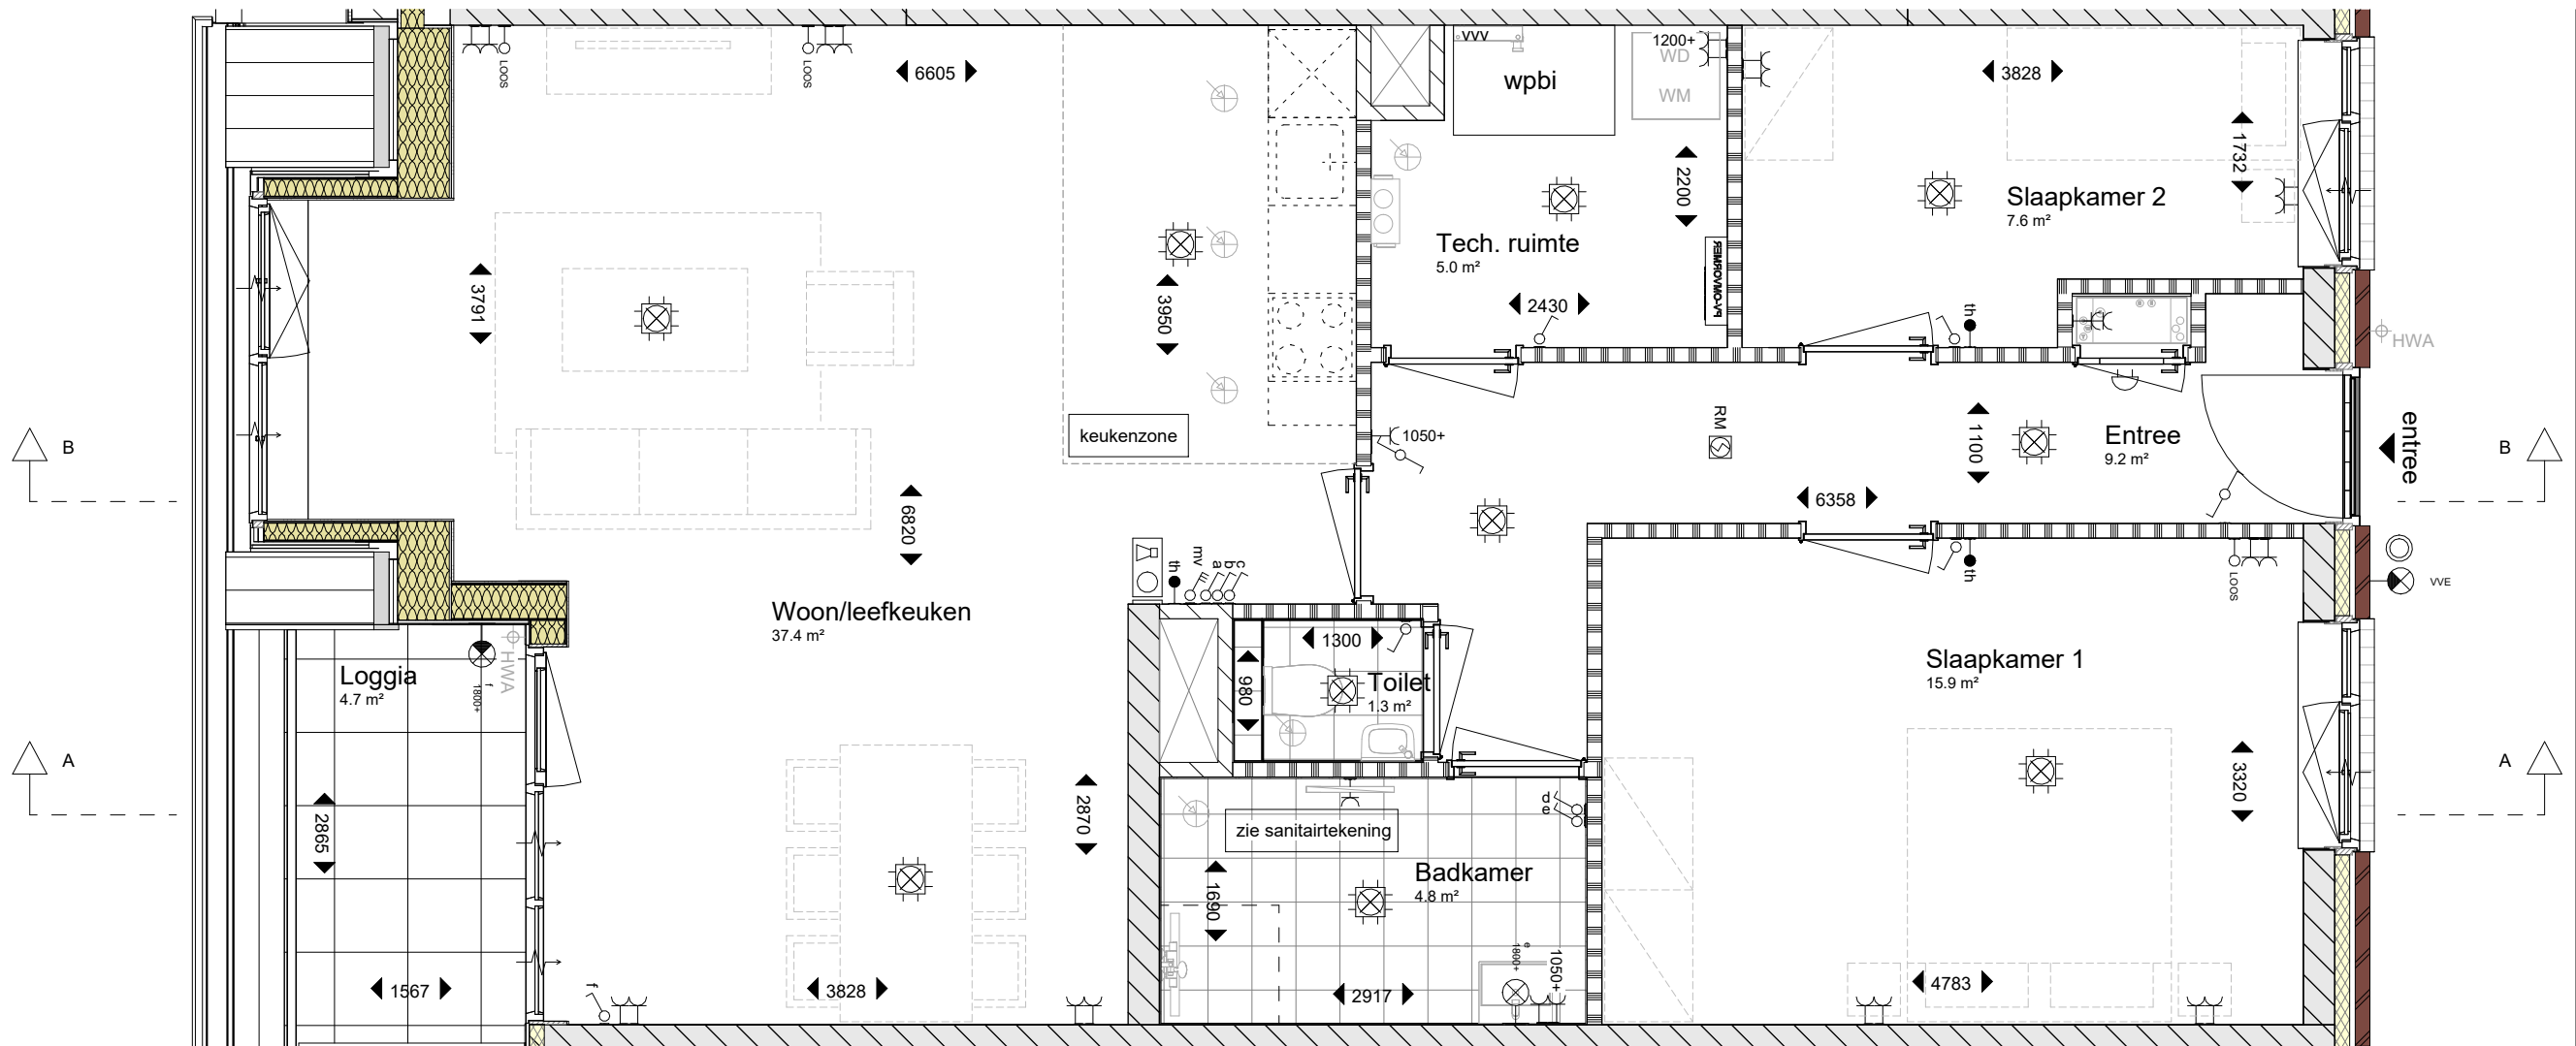 LOOS
LOOS
6605
VVV
wpbi
1200+
WD
WM
3828
1732
Slaapkamer 2
7.6 m²
2200
Tech. ruimte
5.0 m²
PV-OMVORMER
2430
3791
3950
th
HWA
keukenzone
1050+
RM
1100
Entree
9.2 m²
entree
B
B
6358
6820
th
mv
a
b
c
th
LOOS
VVE
Woon/leefkeuken
37.4 m²
1300
980
Toilet
1.3 m²
Slaapkamer 1
15.9 m²
Loggia
4.7 m²
HWA
f
1800+
A
A
2865
2870
3320
d
e
zie sanitairtekening
Badkamer
4.8 m²
1690
e
1800+
1050+
1567
f
3828
2917
4783